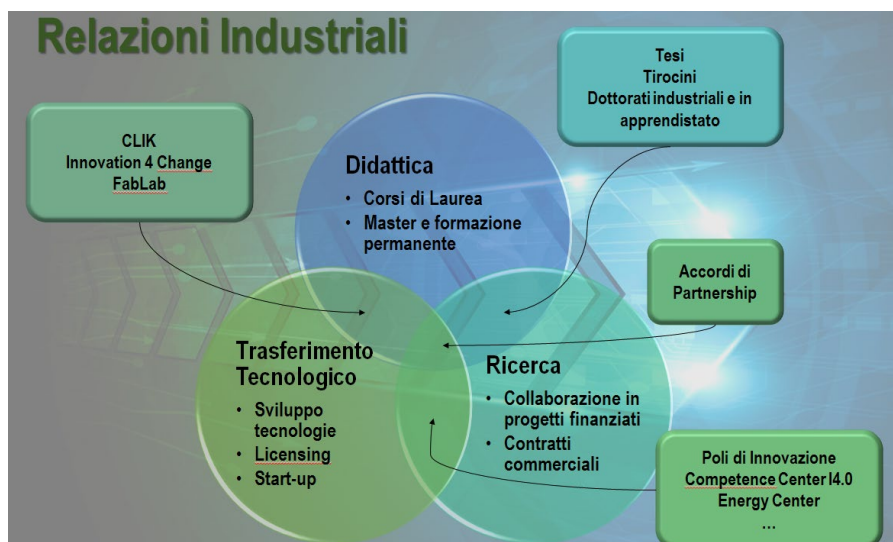 Relazioni Industriali
Tesi
Tirocini
Dottorati industriali e in
apprendistato
CLIK
Innovation 4 Change
FabLab
Didattica
• Corsi di Laurea
• Master e formazione
permanente
Accordi di
Partnership
Trasferimento
Tecnologico
• Sviluppo
tecnologie
• Licensing
• Start-up
Ricerca
• Collaborazione in
progetti finanziati
• Contratti
commerciali
Poli di Innovazione
Competence Center I4.0
Energy Center
...